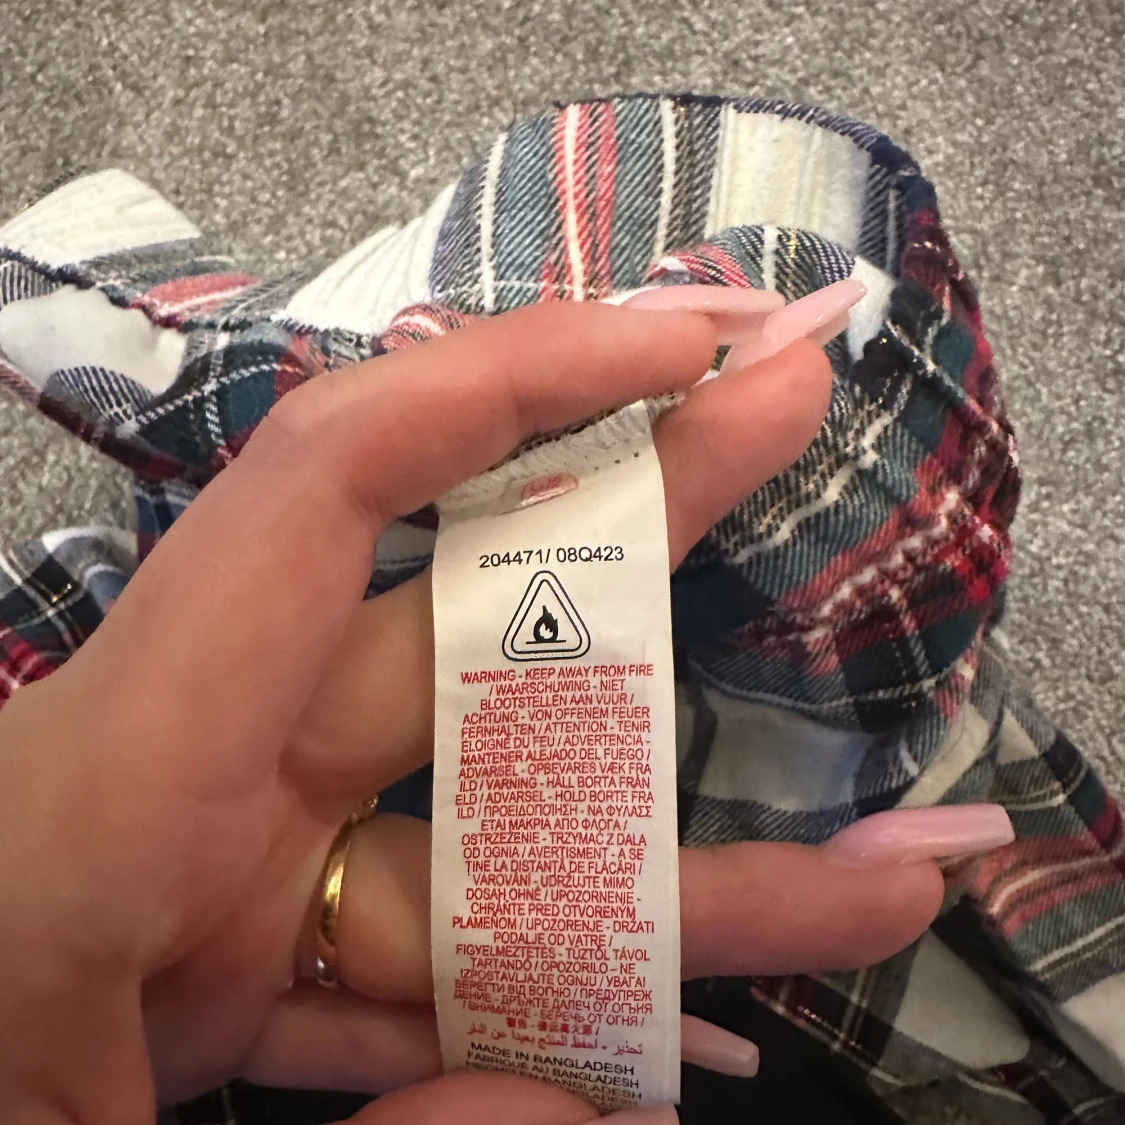 204471/ 08Q423
WARNING - KEEP AWAY FROM FIRE
/ WAARSCHUWING - NIET
BLOOTSTELLEN AAN VUUR /
ACHTUNG - VON OFFENEM FEUER
FERNHALTEN / ATTENTION - TENIR
ÉLOIGNÉ DU FEU / ADVERTENCIA -
MANTENER ALEJADO DEL FUEGO /
ADVARSEL - OPBEVARES VÆK FRA
ILD / VARNING - HÅLL BORTA FRÅN
ELD / ADVARSEL - HOLD BORTE FRA
ILD / ΠΡΟΕΙΔΟΠΟΙΗΣΗ - ΝΑ ΦΥΛΑΣΣ
ΕΤΑΙ ΜΑΚΡΙΑ ΑΠΟ ΦΛΟΓΑ /
OSTRZEŻENIE - TRZYMAĆ Z DALA
OD OGNIA / AVERTISMENT - A SE
ȚINE LA DISTANȚĂ DE FLĂCĂRI /
VAROVÁNÍ - UDRŽUJTE MIMO
DOSAH OHNĚ / UPOZORNENIE -
CHRÁŇTE PRED OTVORENÝM
PLAMEŇOM / UPOZORENJE - DRŽATI
PODALJE OD VATRE /
FIGYELMEZTETÉS - TŰZTŐL TÁVOL
TARTANDÓ / OPOZORILO – NE
IZPOSTAVLJAJTE OGNJU / УВАГА!
БЕРЕГТИ ВІД ВОГНЮ / ПРЕДУПРЕЖ
ДЕНИЕ - ДРЪЖТЕ ДАЛЕЧ ОТ ОГЪНЯ
/ ВНИМАНИЕ - БЕРЕЧЬ ОТ ОГНЯ /
تحذير - احفظ المنتج بعيدا عن النار
MADE IN BANGLADESH
FABRIQUÉ AU BANGLADESH
HECHO EN BANGLADESH